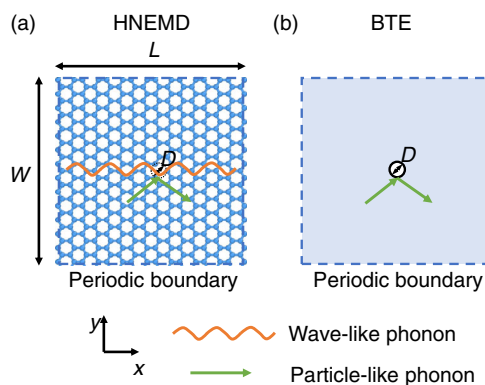 (a) HNEMD
L
W
D
Periodic boundary
(b) BTE
D
Periodic boundary
y
x
Wave-like phonon
Particle-like phonon